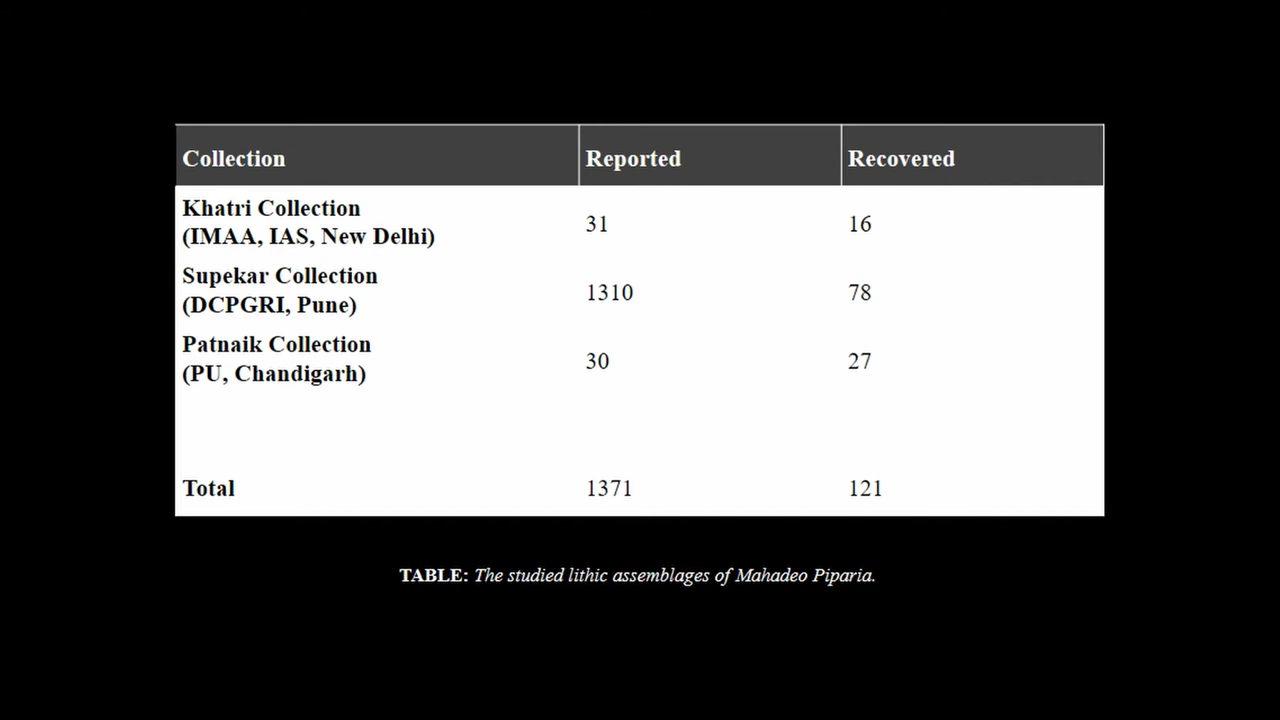 Collection Reported Recovered
Khatri Collection
(IMAA, IAS, New Delhi) 31 16
Supekar Collection
(DCPGRI, Pune) 1310 78
Patnaik Collection
(PU, Chandigarh) 30 27
Total 1371 121
TABLE: The studied lithic assemblages of Mahadeo Piparia.